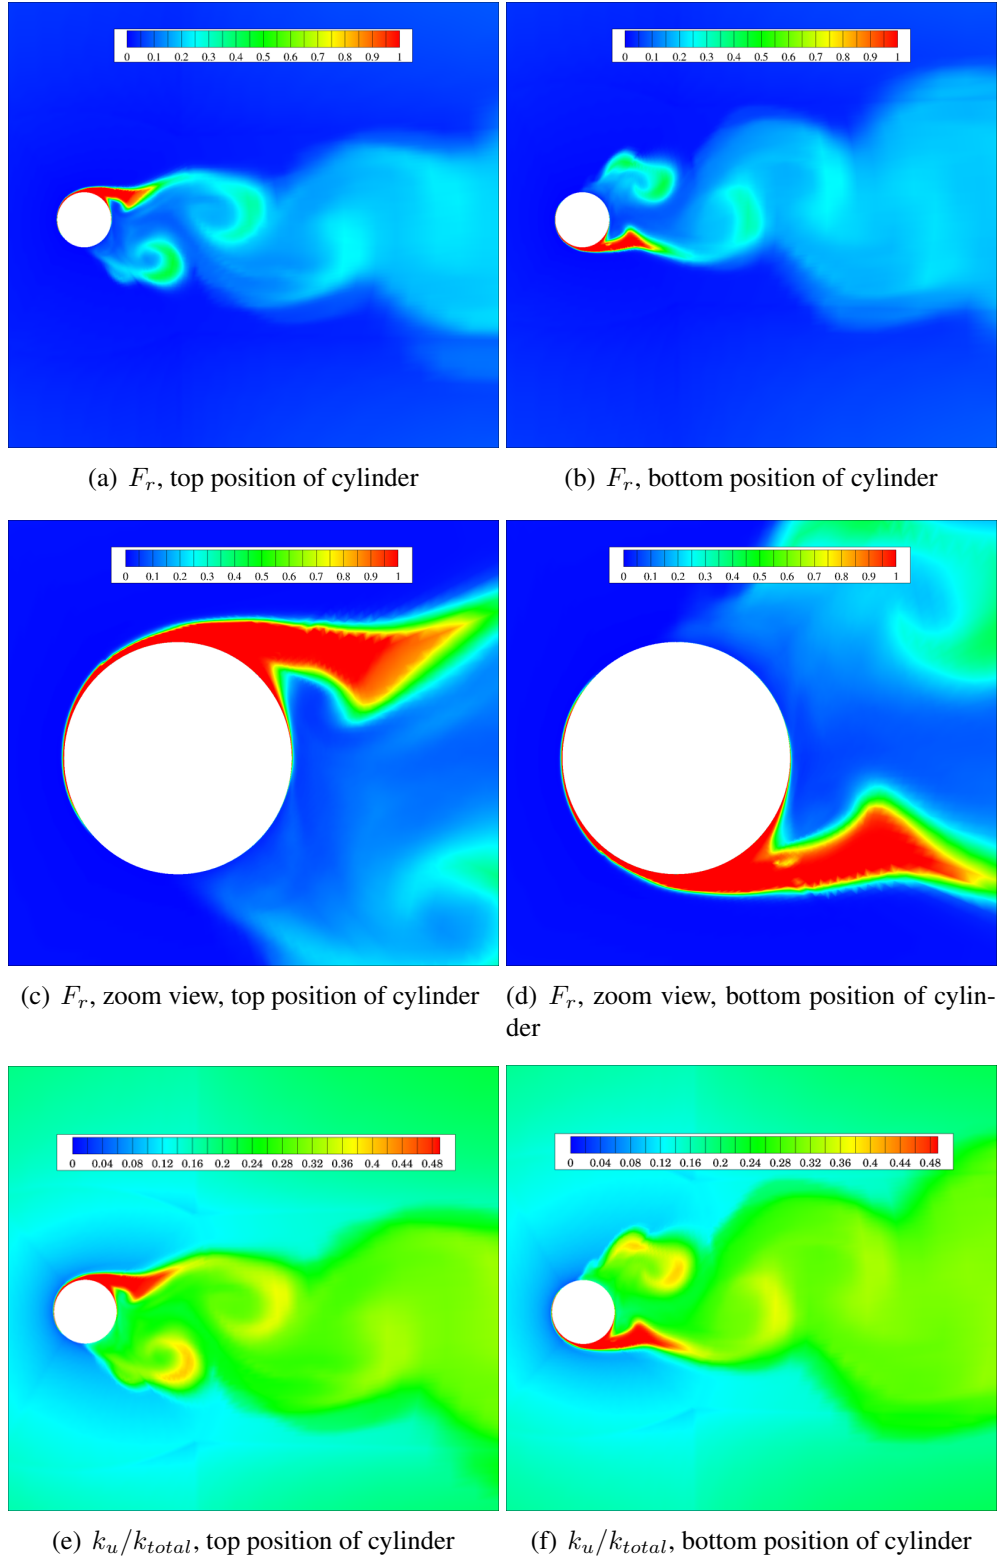 0 0.1 0.2 0.3 0.4 0.5 0.6 0.7 0.8 0.9 1
0 0.1 0.2 0.3 0.4 0.5 0.6 0.7 0.8 0.9 1
(a) F_r, top position of cylinder
(b) F_r, bottom position of cylinder
0 0.1 0.2 0.3 0.4 0.5 0.6 0.7 0.8 0.9 1
0 0.1 0.2 0.3 0.4 0.5 0.6 0.7 0.8 0.9 1
(c) F_r, zoom view, top position of cylinder
(d) F_r, zoom view, bottom position of cylin-
der
0 0.04 0.08 0.12 0.16 0.2 0.24 0.28 0.32 0.36 0.4 0.44 0.48
0 0.04 0.08 0.12 0.16 0.2 0.24 0.28 0.32 0.36 0.4 0.44 0.48
(e) k_u/k_{total}, top position of cylinder
(f) k_u/k_{total}, bottom position of cylinder